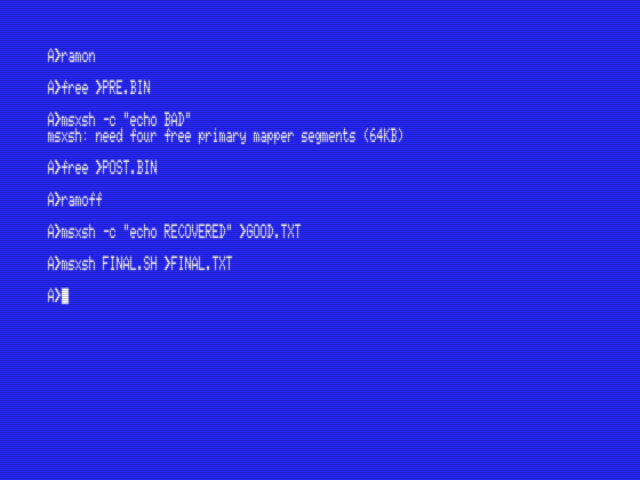 A>ramon
A>free >PRE.BIN
A>msxsh -c "echo BAD"
msxsh: need four free primary mapper segments (64KB)
A>free >POST.BIN
A>ramoff
A>msxsh -c "echo RECOVERED" >GOOD.TXT
A>msxsh FINAL.SH >FINAL.TXT
A>